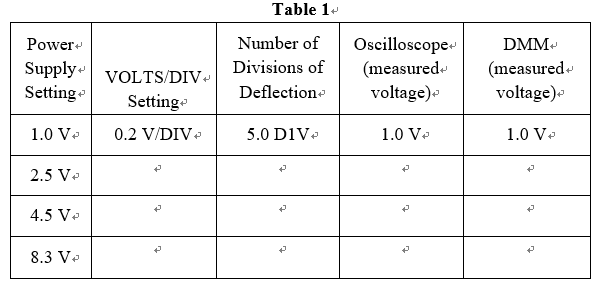 Table 1↵
Power↵
Supply↵
Setting↵
VOLTS/DIV↵
Setting↵
Number of
Divisions of
Deflection↵
Oscilloscope
(measured↵
voltage)↵
DMM
(measured↵
voltage)↵
1.0 V↵ 0.2 V/DIV↵ 5.0 D1V↵ 1.0 V↵ 1.0 V↵
2.5 V↵ ↵ ↵ ↵ ↵
4.5 V↵ ↵ ↵ ↵ ↵
8.3 V↵ ↵ ↵ ↵ ↵